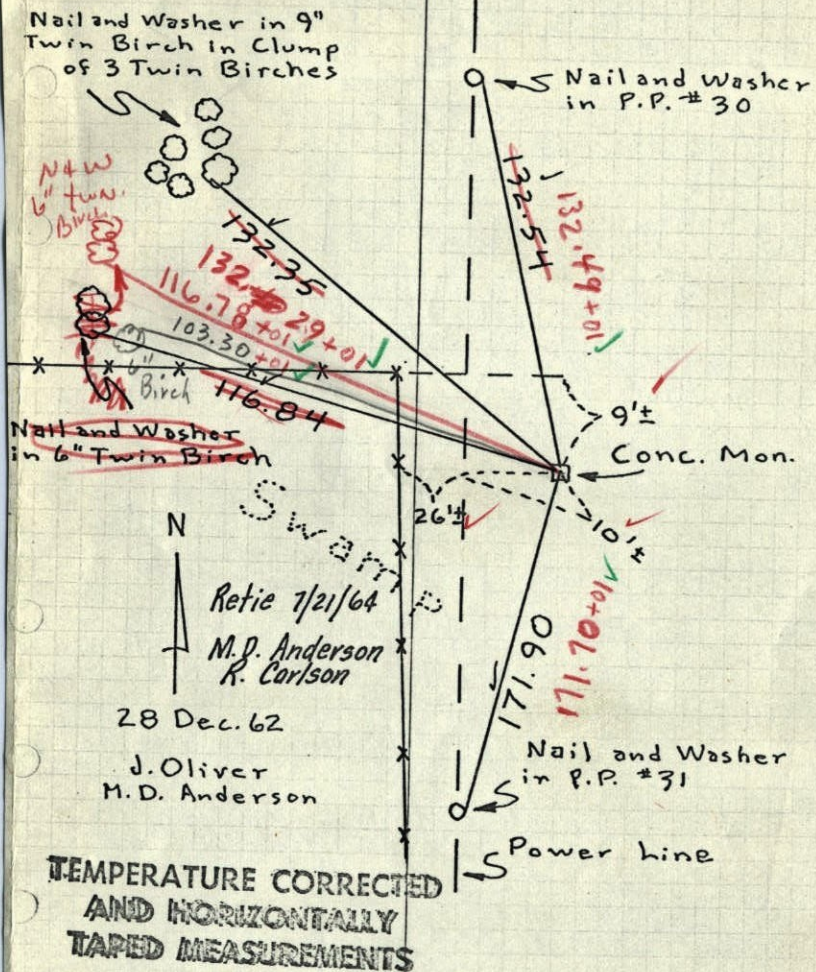 Nail and Washer in 9"
Twin Birch in Clump
of 3 Twin Birches
Nail and Washer
in P.P. #30
N+W
6" twn.
Birch
132.54
132.49+01
132.35
132.29+01
116.78+01
103.30+01
6"
Birch
116.84
9'±
Nail and Washer
in 6" Twin Birch
Conc. Mon.
26'±
10'±
Swamp
N
Retie 7/21/64
M.D. Anderson
R. Carlson
171.90
28 Dec. 62
J. Oliver
M.D. Anderson
Nail and Washer
in P.P. #31
Power Line
TEMPERATURE CORRECTED
AND HORIZONTALLY
TAPED MEASUREMENTS